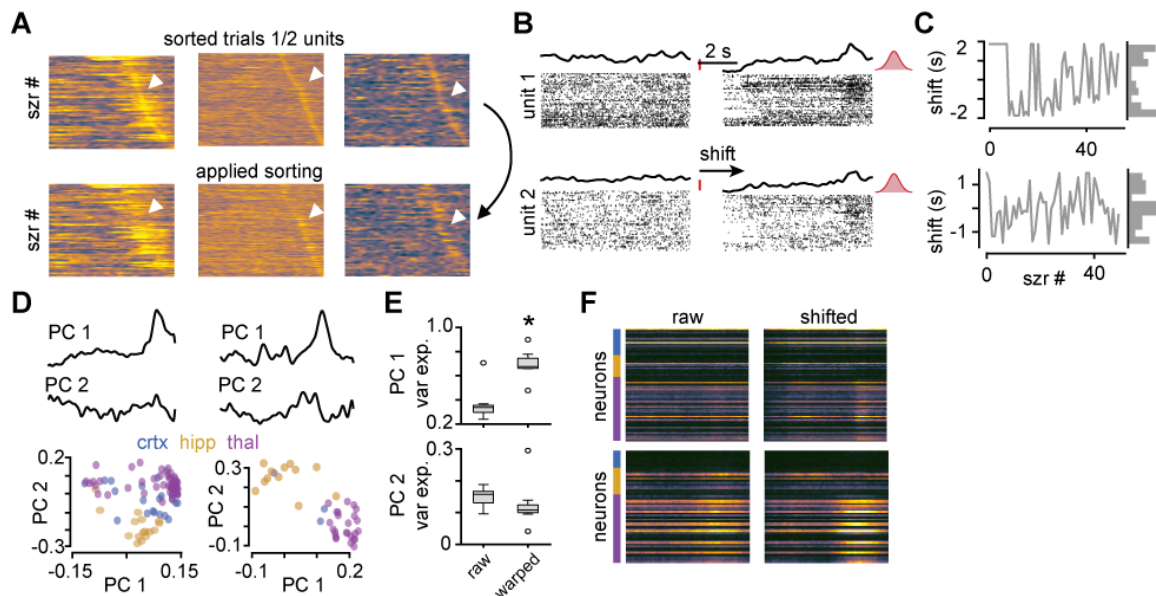 A
sorted trials 1/2 units
szr #
applied sorting
szr #
B
2 s
unit 1
shift
unit 2
C
2
shift (s)
-2
0
40
shift (s)
-1
0
40
szr #
D
PC 1
PC 1
PC 2
PC 2
crtx hipp thal
0.2
PC 2
-0.3
-0.15
0.15
PC 1
0.3
PC 2
-0.1
-0.1
0.2
PC 1
E
*
1.0
PC 1
var exp.
0.2
0.3
PC 2
var exp.
0
raw
warped
F
raw
shifted
neurons
neurons